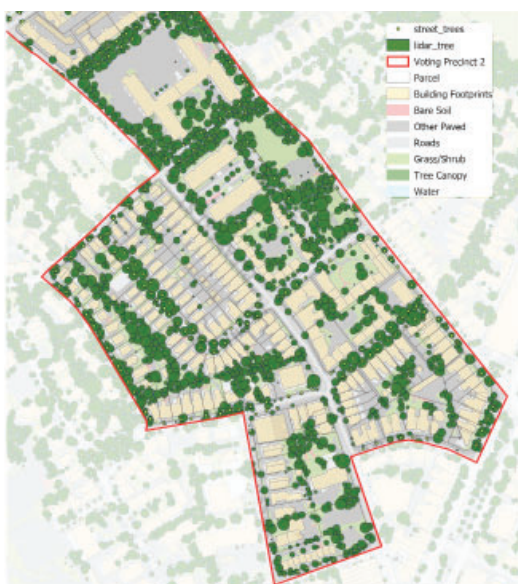 street_trees
lidar_tree
Voting Precinct 2
Parcel
Building Footprints
Bare Soil
Other Paved
Roads
Grass/Shrub
Tree Canopy
Water